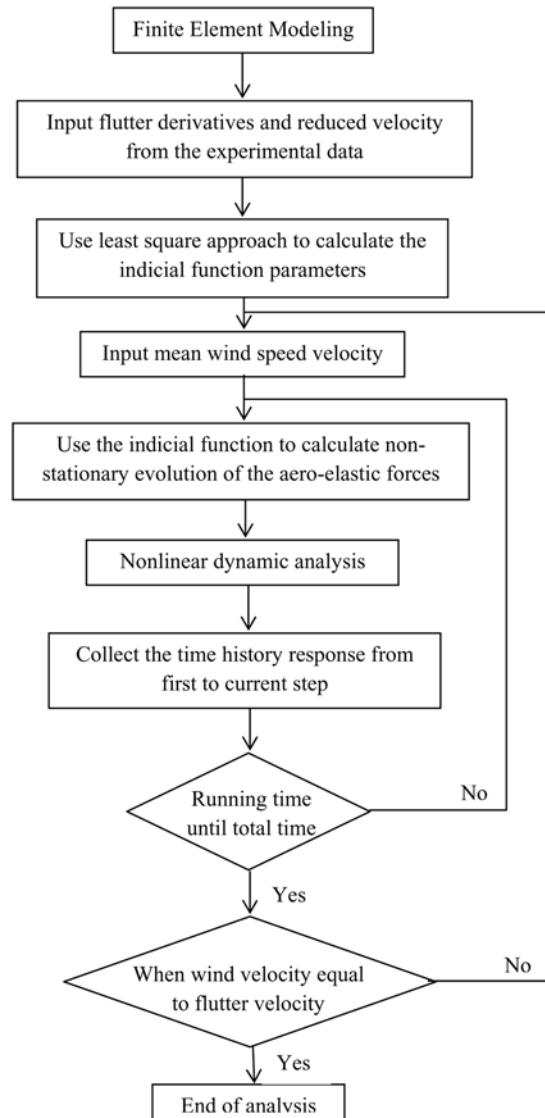 Finite Element Modeling
Input flutter derivatives and reduced velocity
from the experimental data
Use least square approach to calculate the
indicial function parameters
Input mean wind speed velocity
Use the indicial function to calculate non-
stationary evolution of the aero-elastic forces
Nonlinear dynamic analysis
Collect the time history response from
first to current step
Running time
until total time
No
Yes
When wind velocity equal
to flutter velocity
No
Yes
End of analysis